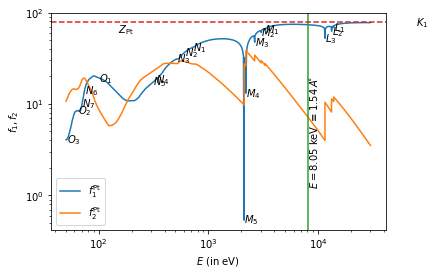 10²
10¹
10⁰
f₁, f₂
Z_Pt
K₁
O₁
O₂
O₃
N₁
N₂
N₃
N₄
N₅
N₆
N₇
M₁
M₂
M₃
M₄
M₅
L₁
L₂
L₃
E = 8.05 keV ≙ 1.54 Å
f₁^Pt
f₂^Pt
10² 10³ 10⁴
E (in eV)